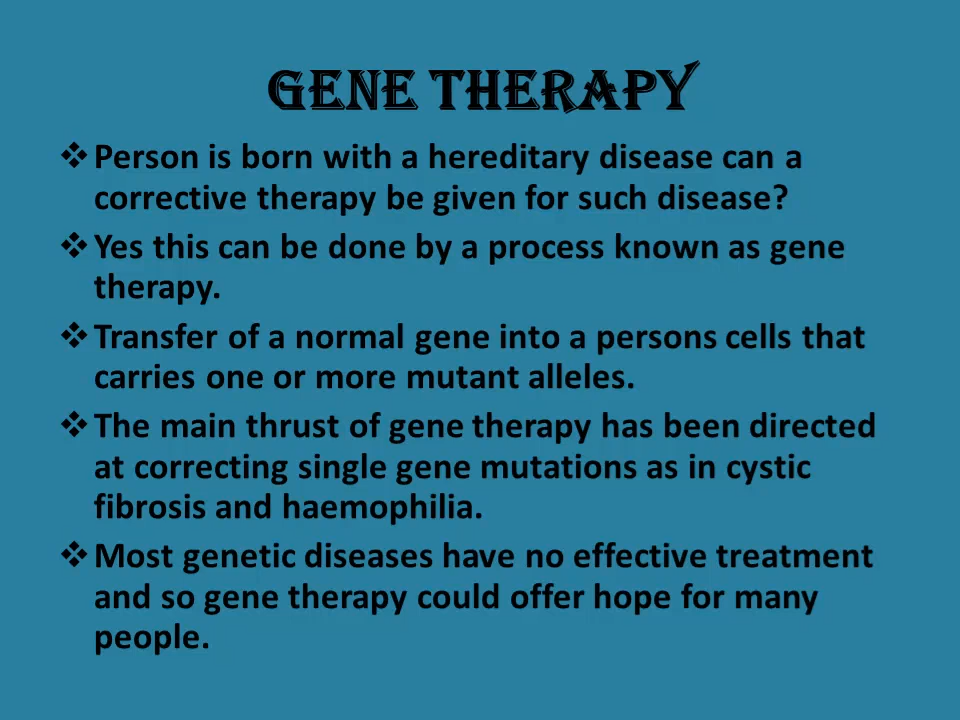 GENE THERAPY
❖Person is born with a hereditary disease can a
corrective therapy be given for such disease?
❖Yes this can be done by a process known as gene
therapy.
❖Transfer of a normal gene into a persons cells that
carries one or more mutant alleles.
❖The main thrust of gene therapy has been directed
at correcting single gene mutations as in cystic
fibrosis and haemophilia.
❖Most genetic diseases have no effective treatment
and so gene therapy could offer hope for many
people.